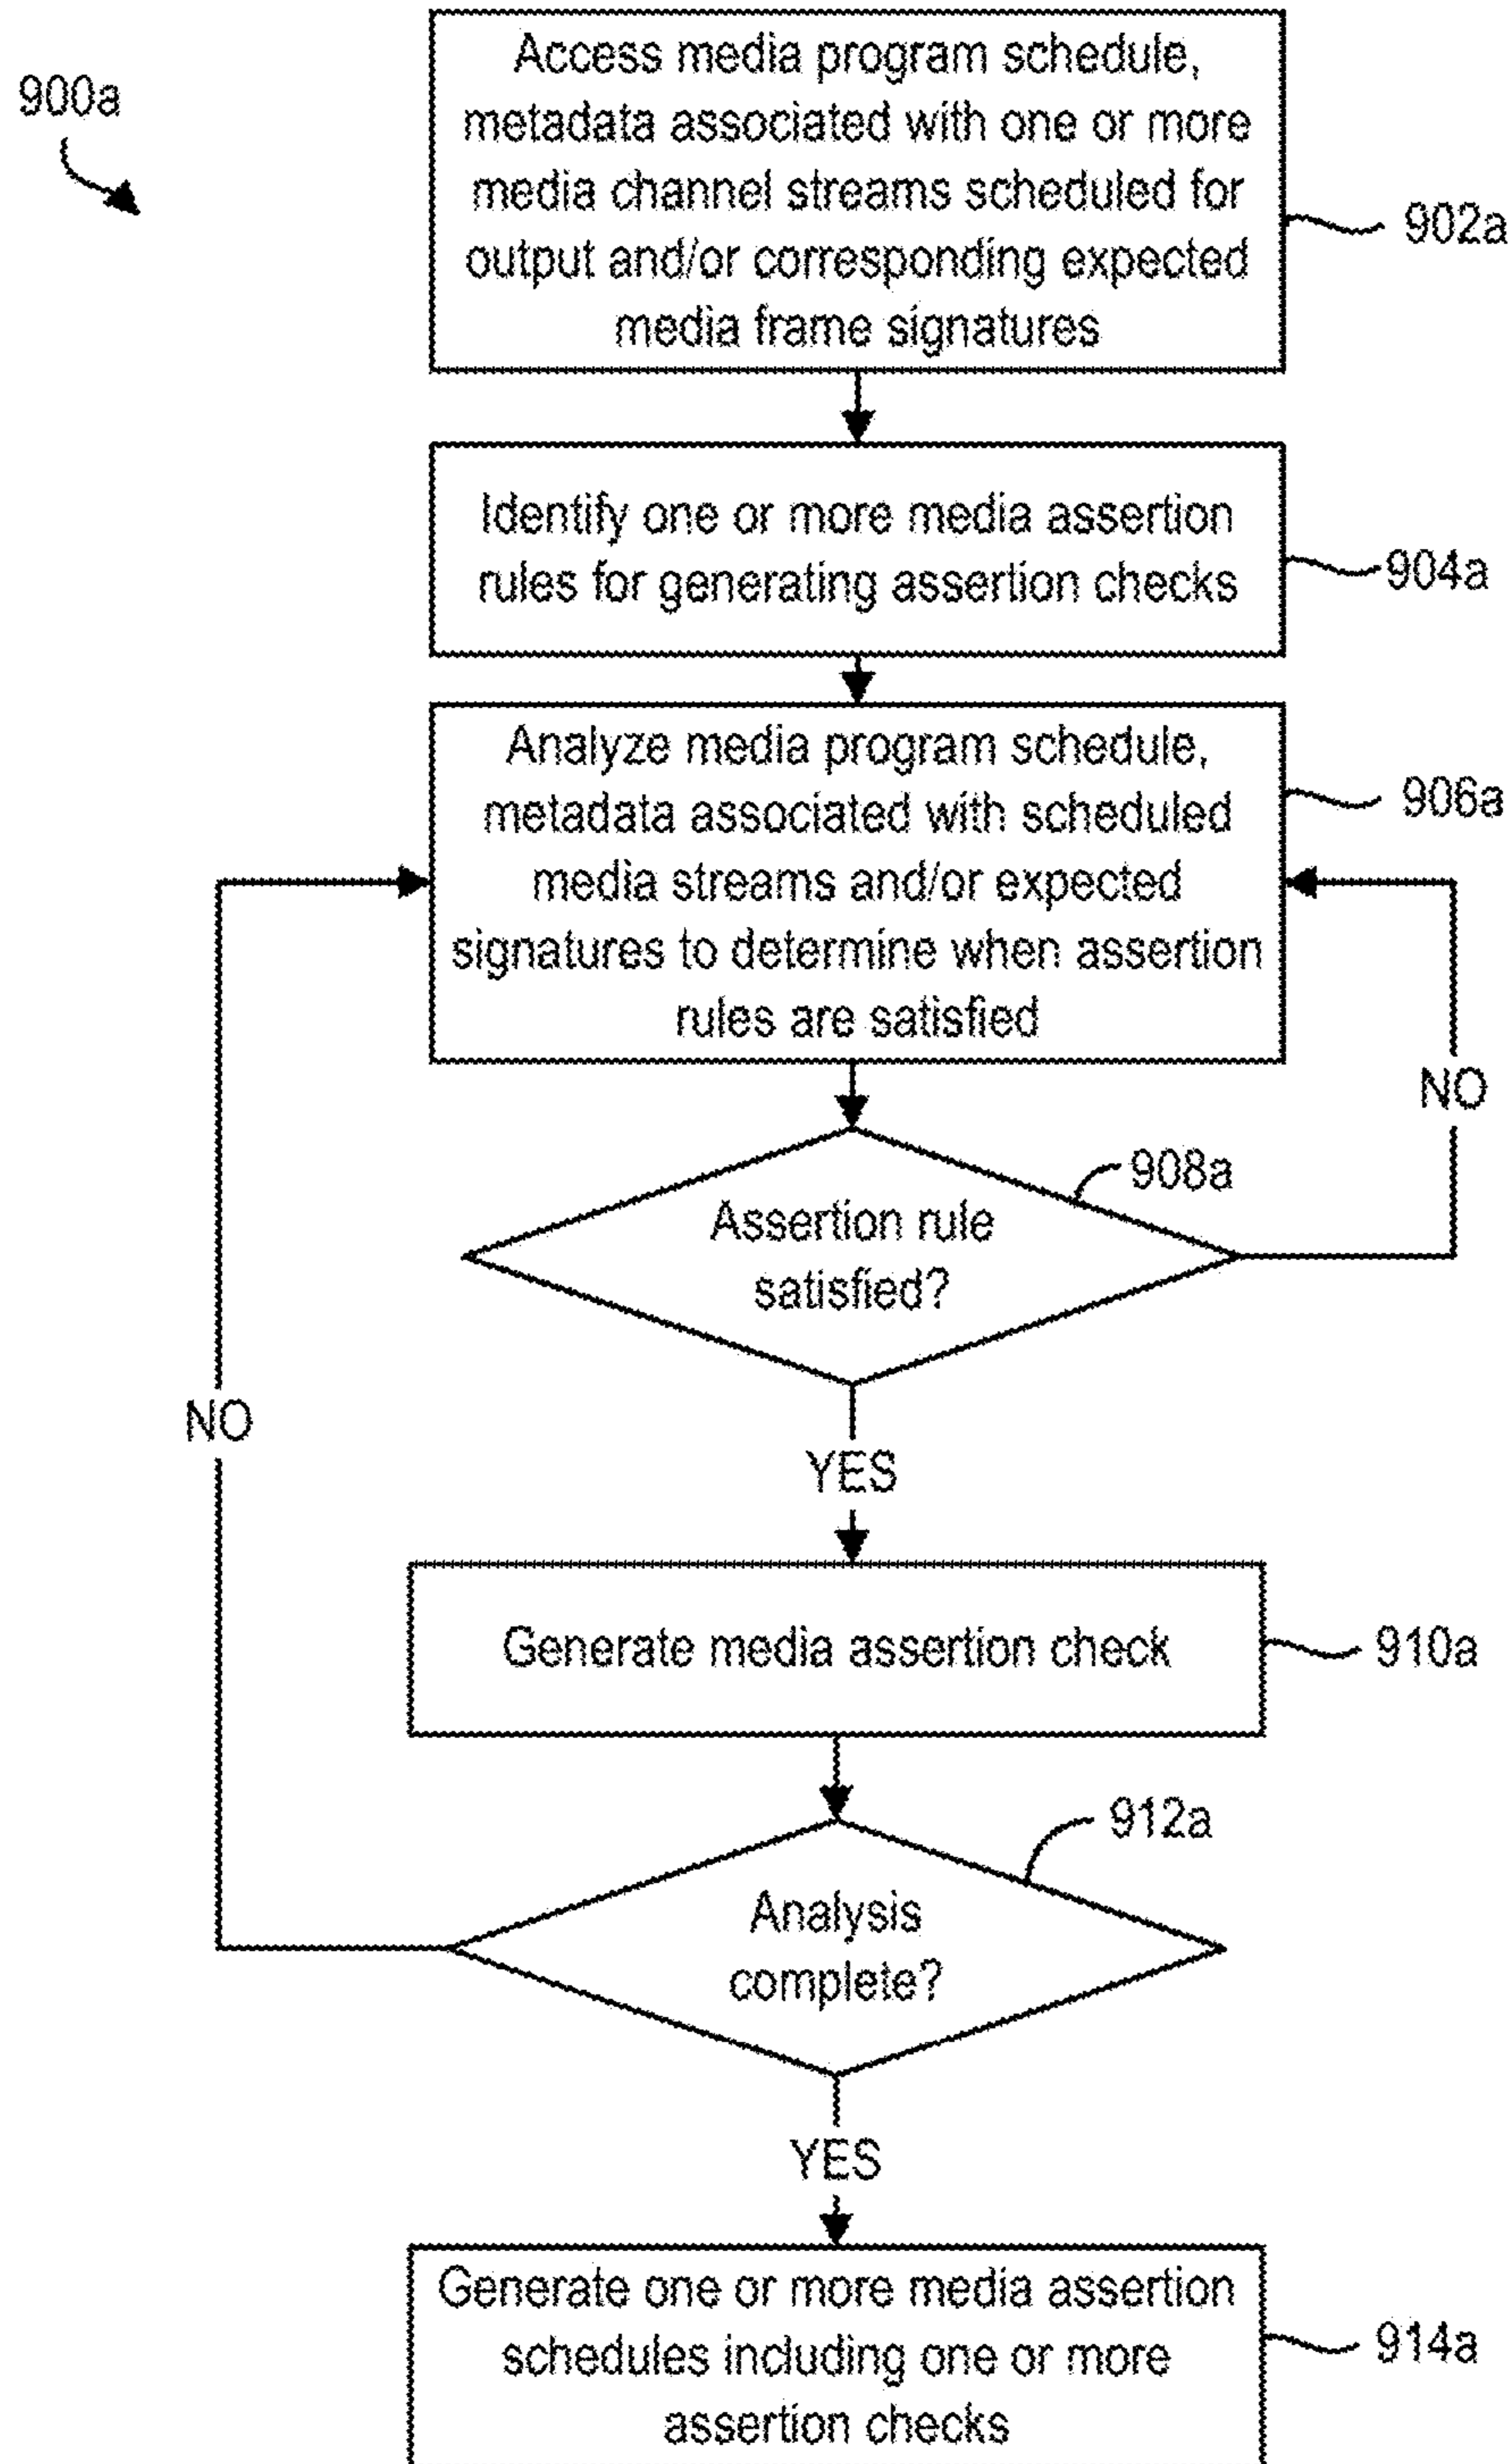 Access media program schedule,
900a
metadata associated with one or more
media channel streams scheduled for
902a
output and/or corresponding expected
media frame signatures
Identify one or more media assertion
904a
rules for generating assertion checks
Analyze media program schedule,
906a
metadata associated with scheduled
media streams and/or expected
signatures to determine when assertion
rules are satisfied
NO
908a
Assertion rule
satisfied?
NO
YES
Generate media assertion check
910a
912a
Analysis
complete?
YES
Generate one or more media assertion
schedules including one or more
914a
assertion checks